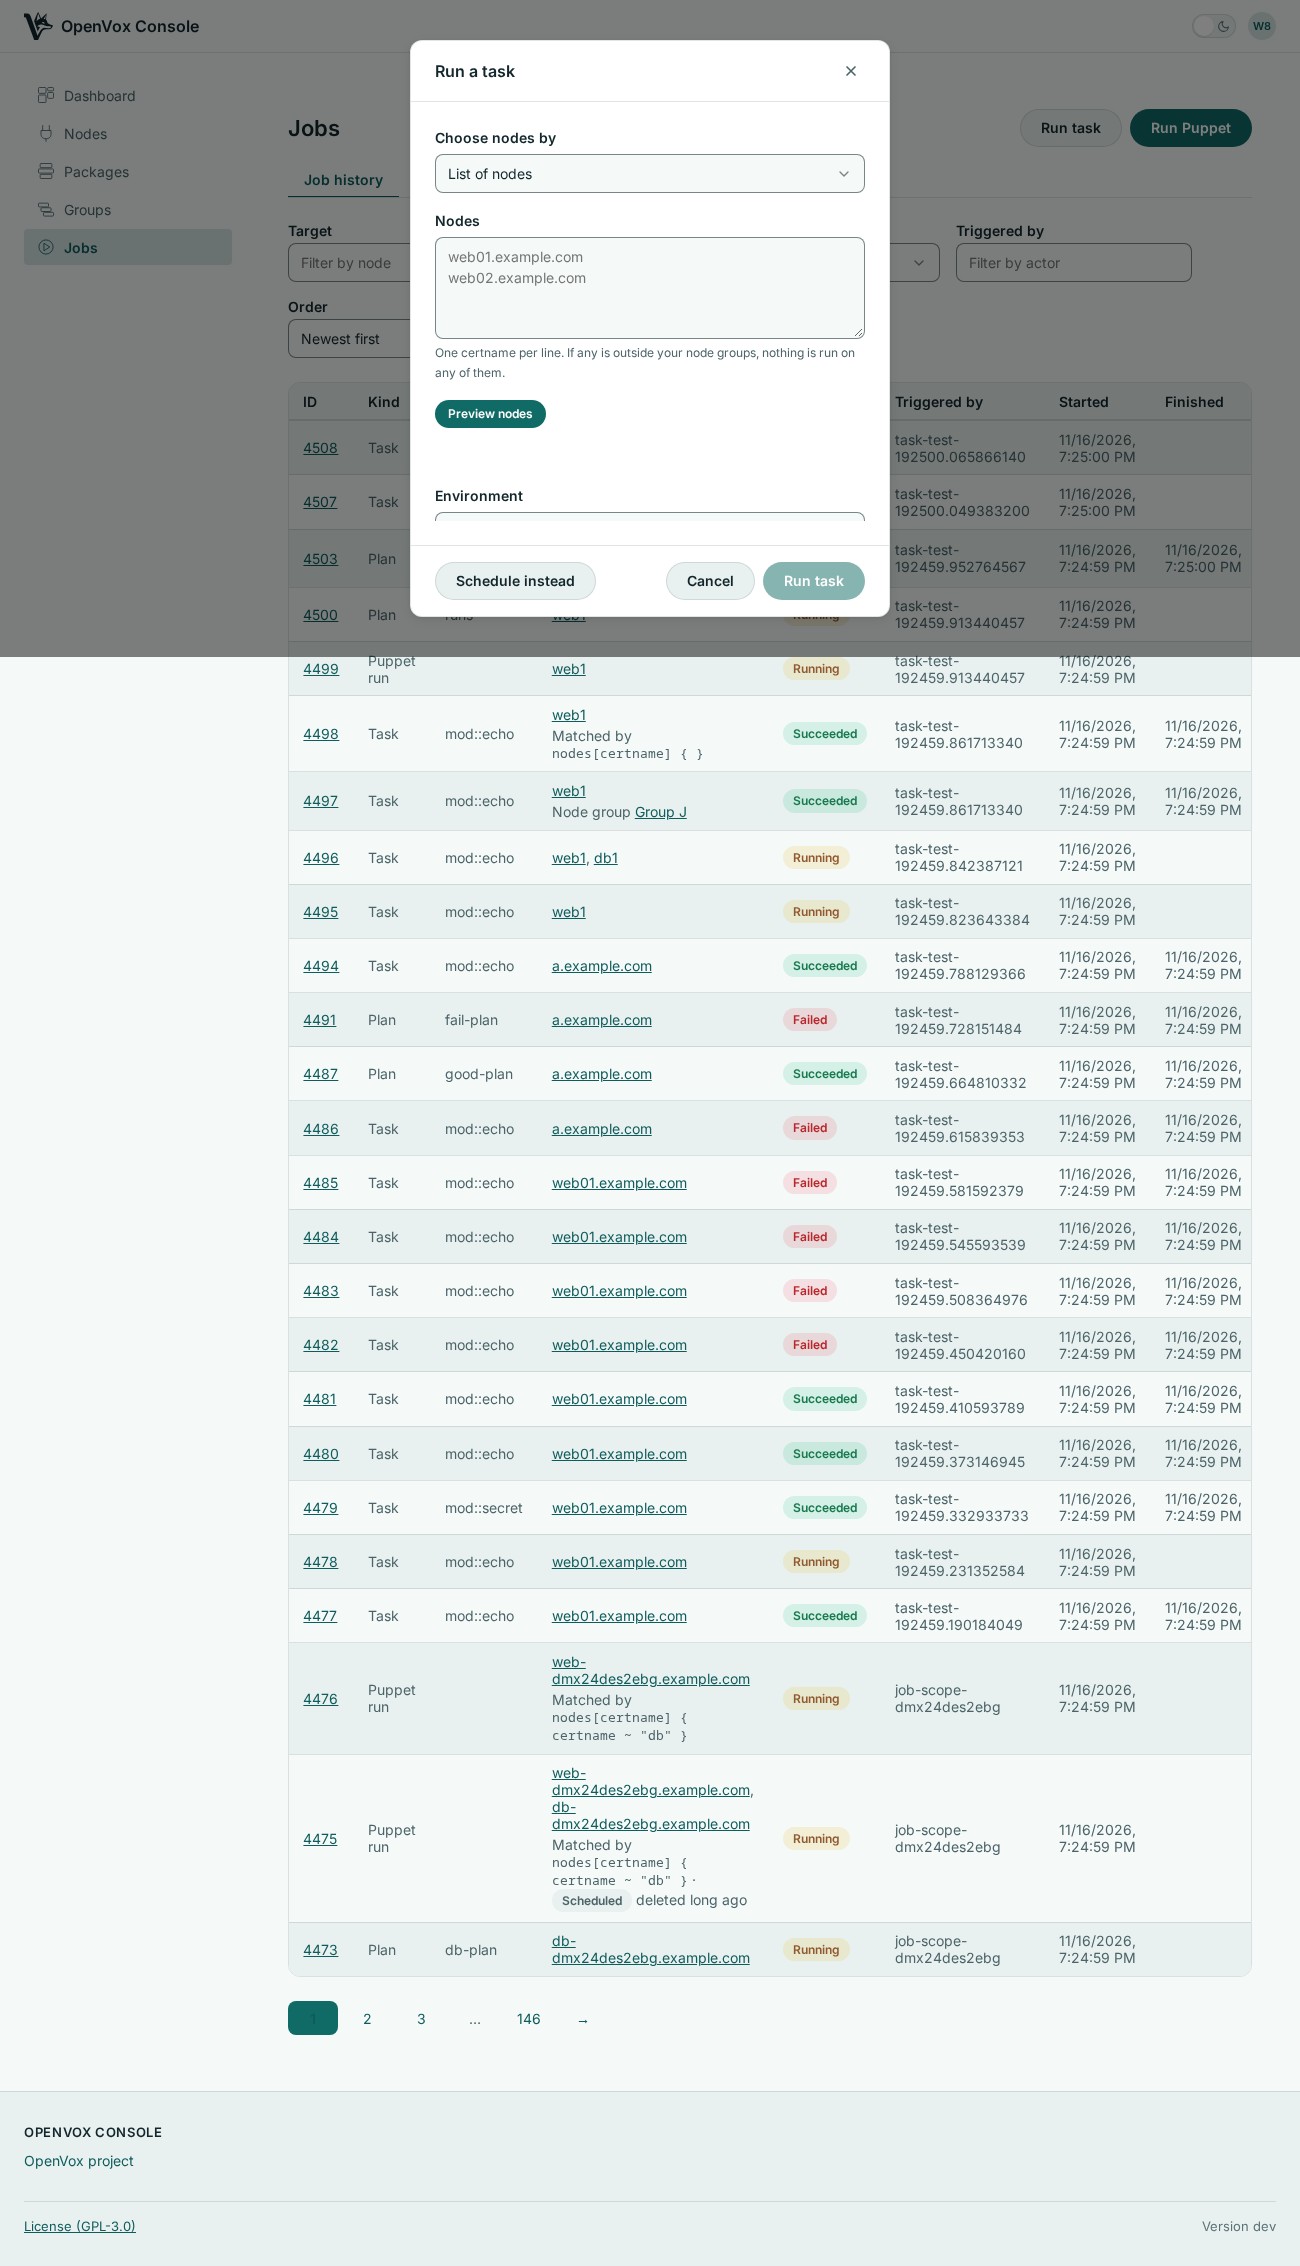 OpenVox Console
W8
Dashboard
Nodes
Packages
Groups
Jobs
Jobs
Run task
Run Puppet
Job history
Target
Filter by node
Triggered by
Filter by actor
Order
Newest first
Run a task
Choose nodes by
List of nodes
Nodes
web01.example.com
web02.example.com
One certname per line. If any is outside your node groups, nothing is run on
any of them.
Preview nodes
Environment
Schedule instead
Cancel
Run task
ID Kind Triggered by Started Finished
4508 Task task-test-192500.065866140 11/16/2026, 7:25:00 PM
4507 Task task-test-192500.049383200 11/16/2026, 7:25:00 PM
4503 Plan task-test-192459.952764567 11/16/2026, 7:24:59 PM 11/16/2026, 7:25:00 PM
4500 Plan web1 Running task-test-192459.913440457 11/16/2026, 7:24:59 PM
4499 Puppet run web1 Running task-test-192459.913440457 11/16/2026, 7:24:59 PM
4498 Task mod::echo web1 Matched by nodes[certname] { } Succeeded task-test-192459.861713340 11/16/2026, 7:24:59 PM 11/16/2026, 7:24:59 PM
4497 Task mod::echo web1 Node group Group J Succeeded task-test-192459.861713340 11/16/2026, 7:24:59 PM 11/16/2026, 7:24:59 PM
4496 Task mod::echo web1, db1 Running task-test-192459.842387121 11/16/2026, 7:24:59 PM
4495 Task mod::echo web1 Running task-test-192459.823643384 11/16/2026, 7:24:59 PM
4494 Task mod::echo a.example.com Succeeded task-test-192459.788129366 11/16/2026, 7:24:59 PM 11/16/2026, 7:24:59 PM
4491 Plan fail-plan a.example.com Failed task-test-192459.728151484 11/16/2026, 7:24:59 PM 11/16/2026, 7:24:59 PM
4487 Plan good-plan a.example.com Succeeded task-test-192459.664810332 11/16/2026, 7:24:59 PM 11/16/2026, 7:24:59 PM
4486 Task mod::echo a.example.com Failed task-test-192459.615839353 11/16/2026, 7:24:59 PM 11/16/2026, 7:24:59 PM
4485 Task mod::echo web01.example.com Failed task-test-192459.581592379 11/16/2026, 7:24:59 PM 11/16/2026, 7:24:59 PM
4484 Task mod::echo web01.example.com Failed task-test-192459.545593539 11/16/2026, 7:24:59 PM 11/16/2026, 7:24:59 PM
4483 Task mod::echo web01.example.com Failed task-test-192459.508364976 11/16/2026, 7:24:59 PM 11/16/2026, 7:24:59 PM
4482 Task mod::echo web01.example.com Failed task-test-192459.450420160 11/16/2026, 7:24:59 PM 11/16/2026, 7:24:59 PM
4481 Task mod::echo web01.example.com Succeeded task-test-192459.410593789 11/16/2026, 7:24:59 PM 11/16/2026, 7:24:59 PM
4480 Task mod::echo web01.example.com Succeeded task-test-192459.373146945 11/16/2026, 7:24:59 PM 11/16/2026, 7:24:59 PM
4479 Task mod::secret web01.example.com Succeeded task-test-192459.332933733 11/16/2026, 7:24:59 PM 11/16/2026, 7:24:59 PM
4478 Task mod::echo web01.example.com Running task-test-192459.231352584 11/16/2026, 7:24:59 PM
4477 Task mod::echo web01.example.com Succeeded task-test-192459.190184049 11/16/2026, 7:24:59 PM 11/16/2026, 7:24:59 PM
4476 Puppet run web-dmx24des2ebg.example.com Matched by nodes[certname] { certname ~ "db" } Running job-scope-dmx24des2ebg 11/16/2026, 7:24:59 PM
4475 Puppet run web-dmx24des2ebg.example.com, db-dmx24des2ebg.example.com Matched by nodes[certname] { certname ~ "db" } · Scheduled deleted long ago Running job-scope-dmx24des2ebg 11/16/2026, 7:24:59 PM
4473 Plan db-plan db-dmx24des2ebg.example.com Running job-scope-dmx24des2ebg 11/16/2026, 7:24:59 PM
1 2 3 … 146 →
OPENVOX CONSOLE
OpenVox project
License (GPL-3.0)
Version dev